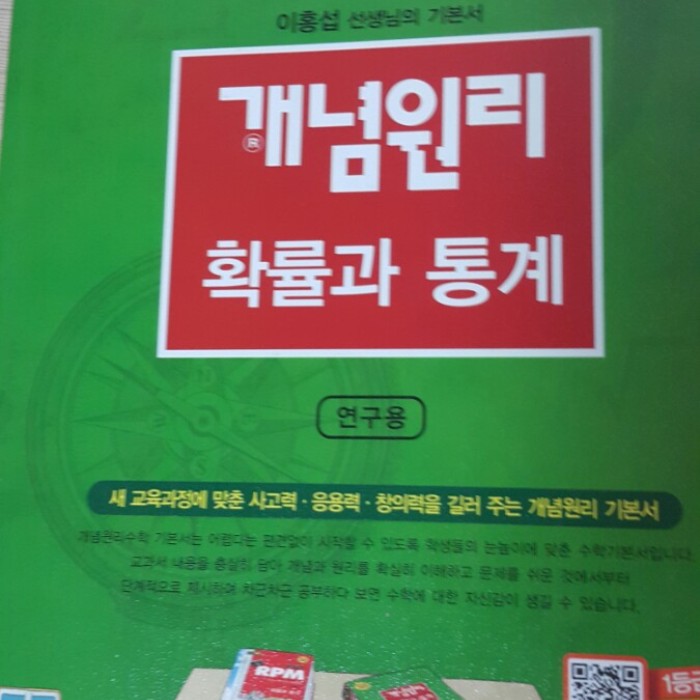 이홍섭 선생님의 기본서
개념원리
®
확률과 통계
연구용
새 교육과정에 맞춘 사고력·응용력·창의력을 길러 주는 개념원리 기본서
개념원리수학 기본서는 어렵다는 편견없이 시작할 수 있도록 학생들의 눈높이에 맞춘 수학기본서입니다.
교과서 내용을 충실히 담아 개념과 원리를 확실히 이해하고 문제를 쉬운 것에서부터
단계적으로 제시하여 차근차근 공부하다 보면 수학에 대한 자신감이 생길 수 있습니다.
RPM